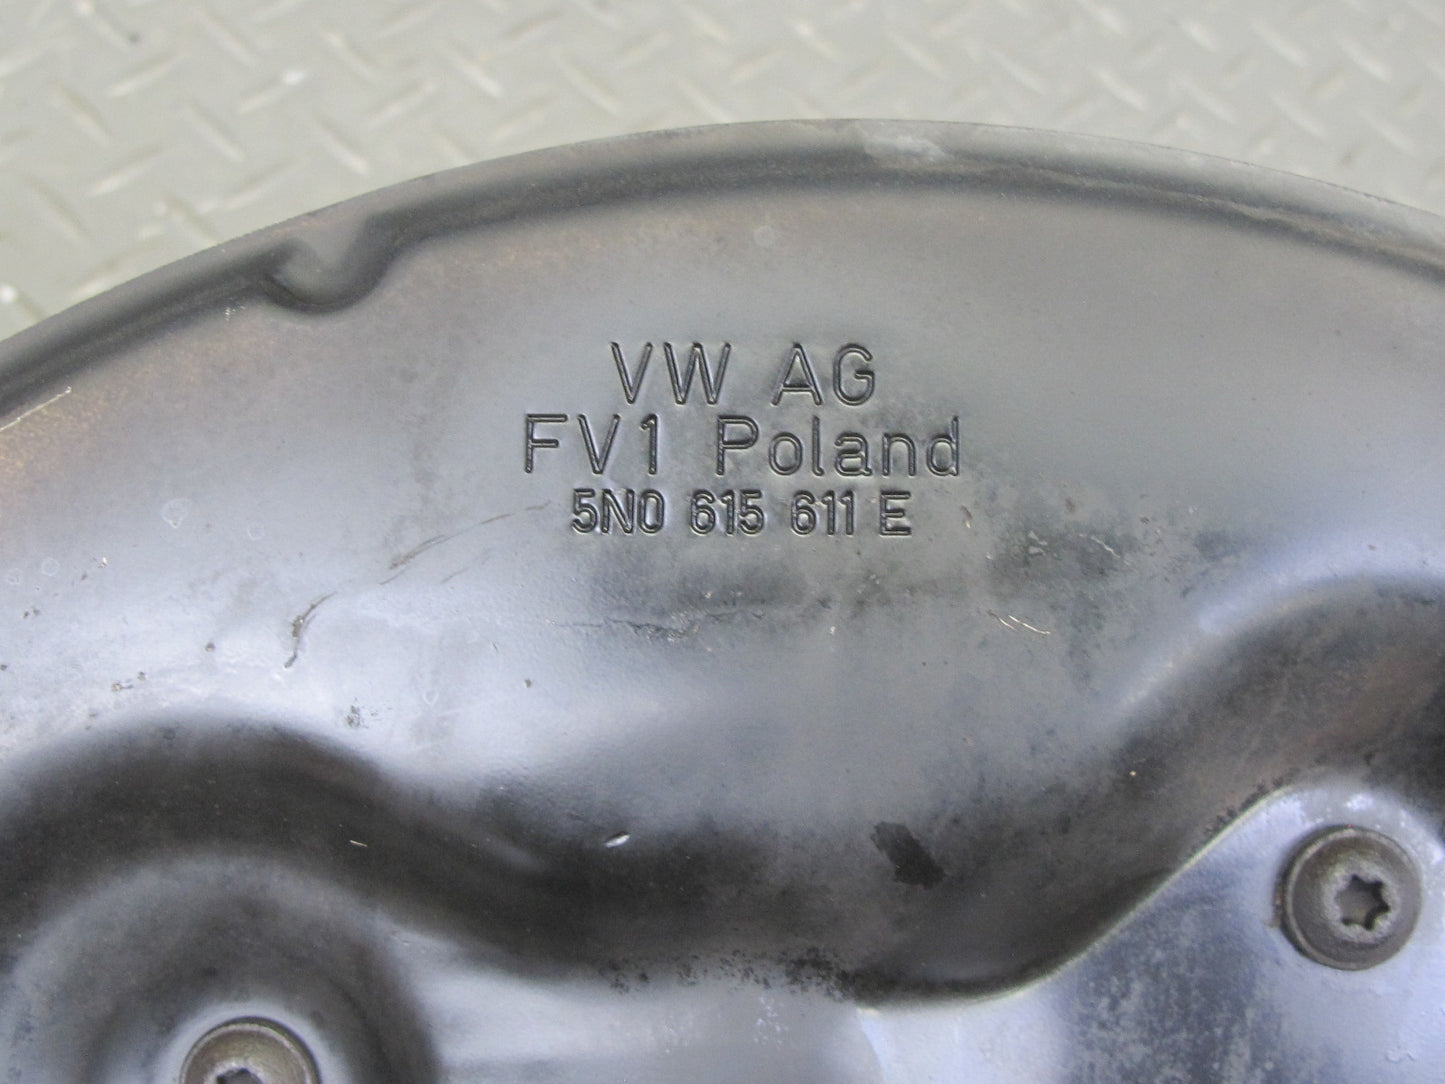 VW AG
FV1 Poland
5N0 615 611 E